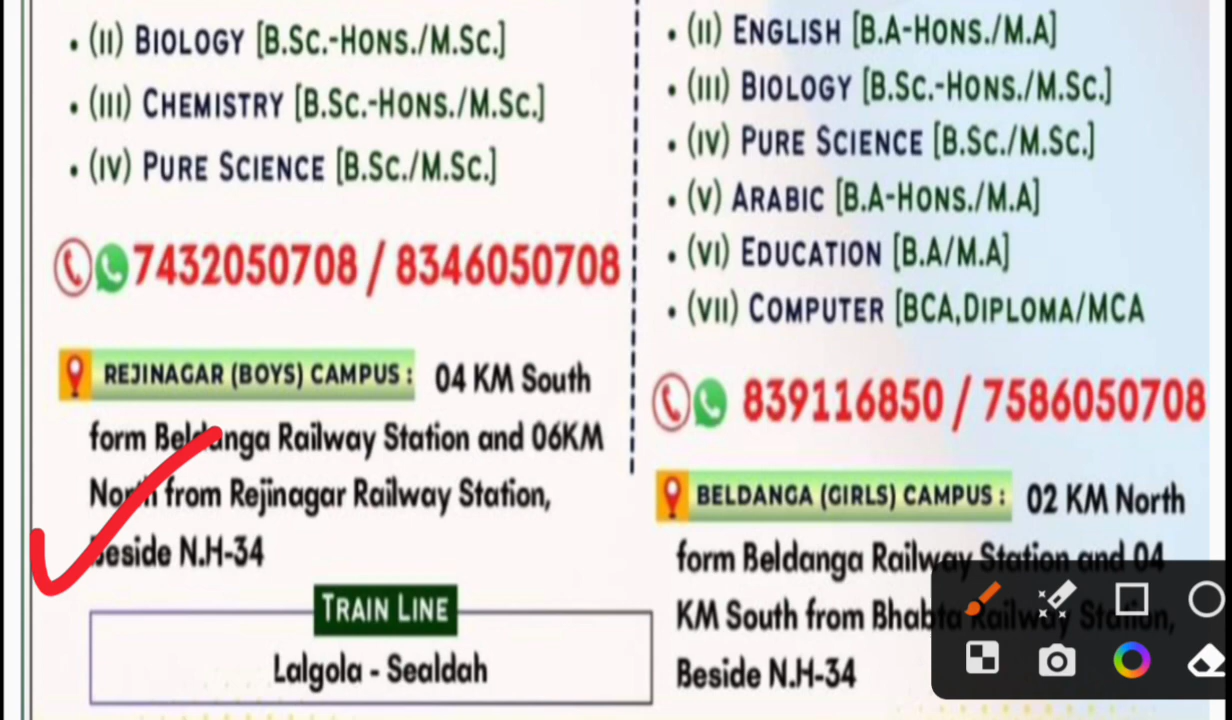 • (II) BIOLOGY [B.SC.-HONS./M.SC.]
• (III) CHEMISTRY [B.SC.-HONS./M.SC.]
• (IV) PURE SCIENCE [B.SC./M.SC.]
7432050708 / 8346050708
REJINAGAR (BOYS) CAMPUS : 04 KM South
form Beldanga Railway Station and 06KM
North from Rejinagar Railway Station,
Beside N.H-34
TRAIN LINE
Lalgola - Sealdah
• (II) ENGLISH [B.A-HONS./M.A]
• (III) BIOLOGY [B.SC.-HONS./M.SC.]
• (IV) PURE SCIENCE [B.SC./M.SC.]
• (V) ARABIC [B.A-HONS./M.A]
• (VI) EDUCATION [B.A/M.A]
• (VII) COMPUTER [BCA,DIPLOMA/MCA
839116850 / 7586050708
BELDANGA (GIRLS) CAMPUS : 02 KM North
form Beldanga Railway Station and 04
KM South from Bhabta Railway Station,
Beside N.H-34